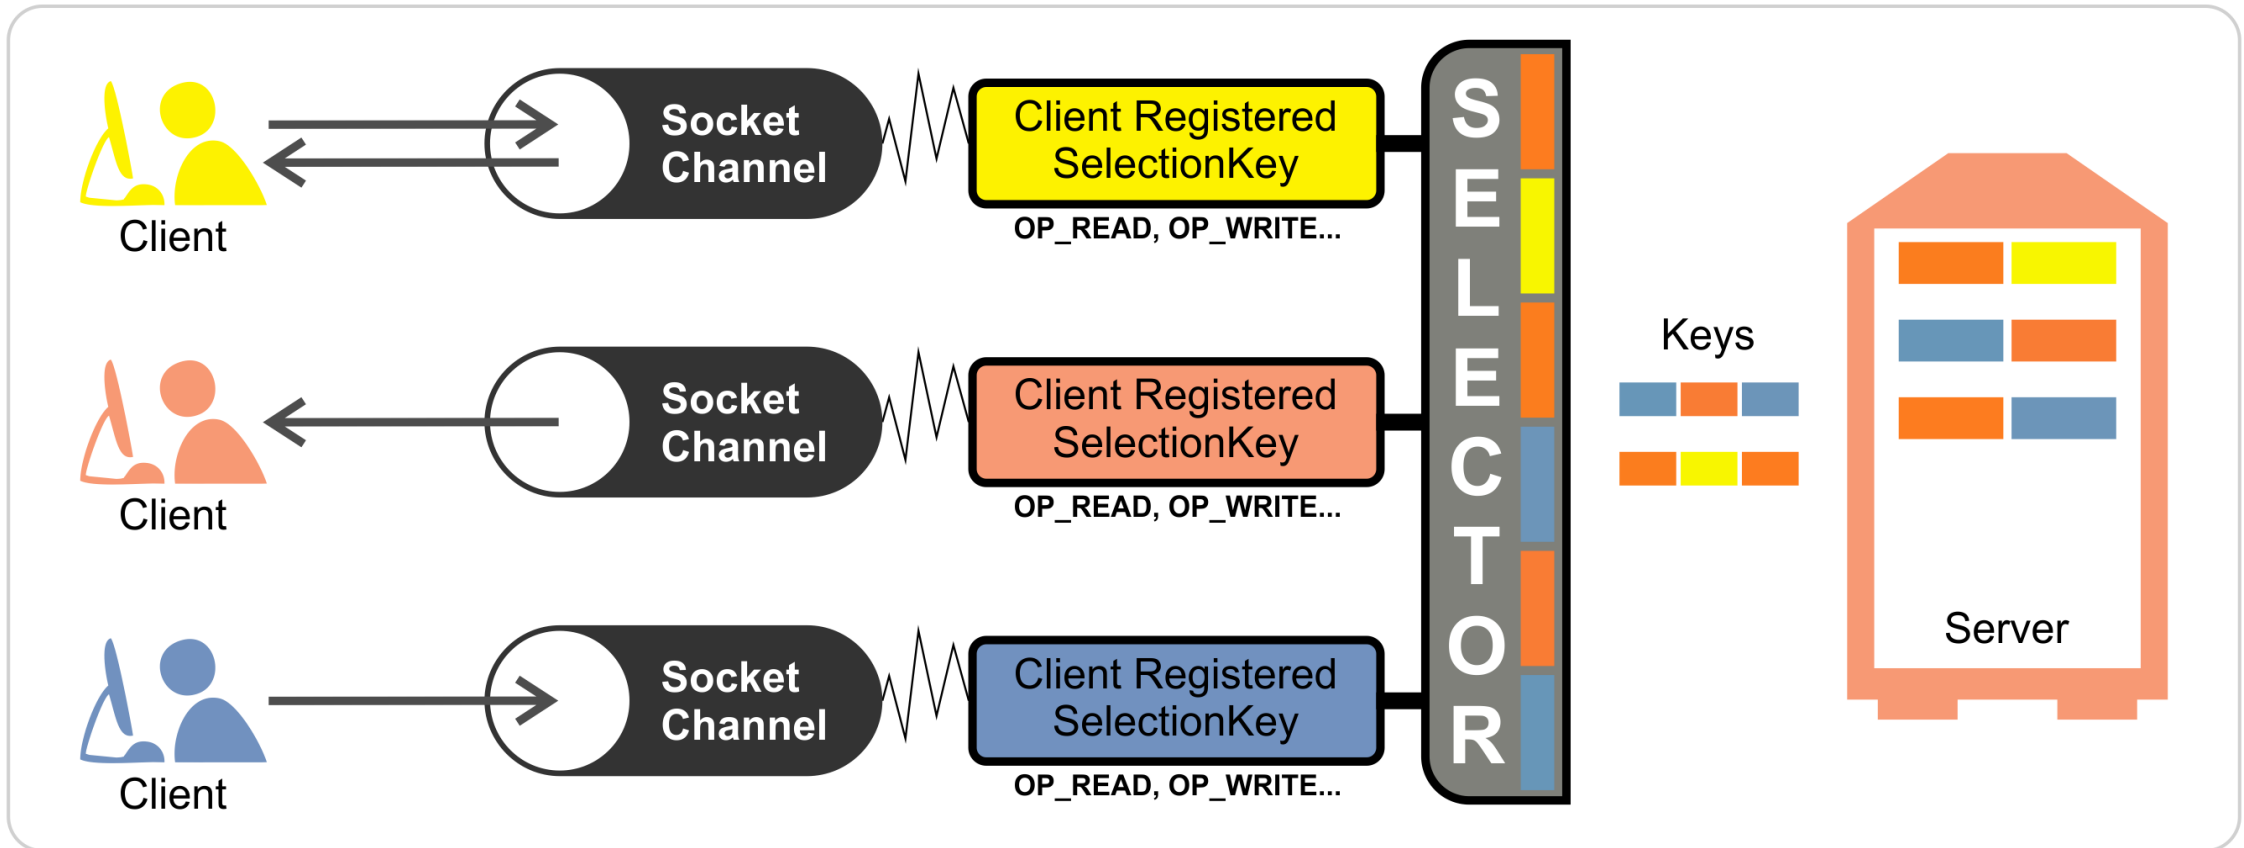 Client
Socket
Channel
Client Registered
SelectionKey
OP_READ, OP_WRITE...
Client
Socket
Channel
Client Registered
SelectionKey
OP_READ, OP_WRITE...
Client
Socket
Channel
Client Registered
SelectionKey
OP_READ, OP_WRITE...
SELECTOR
Keys
Server